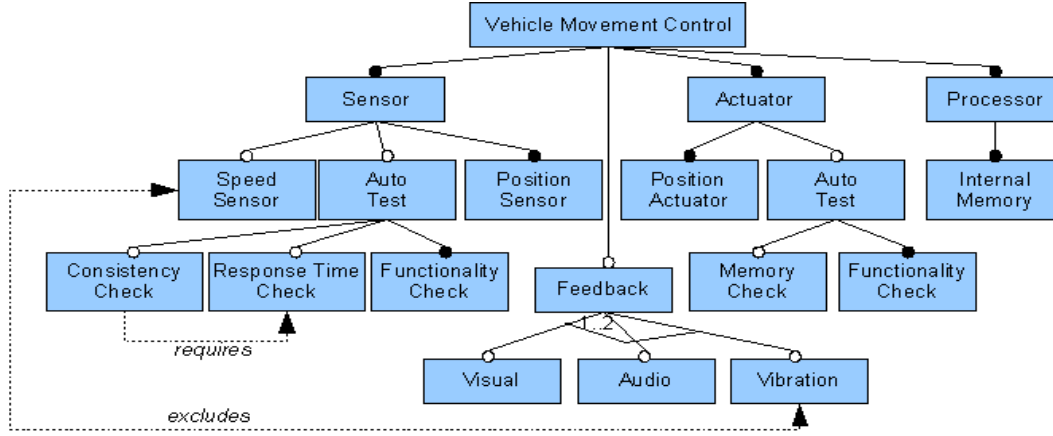 Vehicle Movement Control
Sensor
Actuator
Processor
Speed
Sensor
Auto
Test
Position
Sensor
Position
Actuator
Auto
Test
Internal
Memory
Consistency
Check
Response Time
Check
Functionality
Check
Feedback
Memory
Check
Functionality
Check
1..2
requires
Visual
Audio
Vibration
excludes